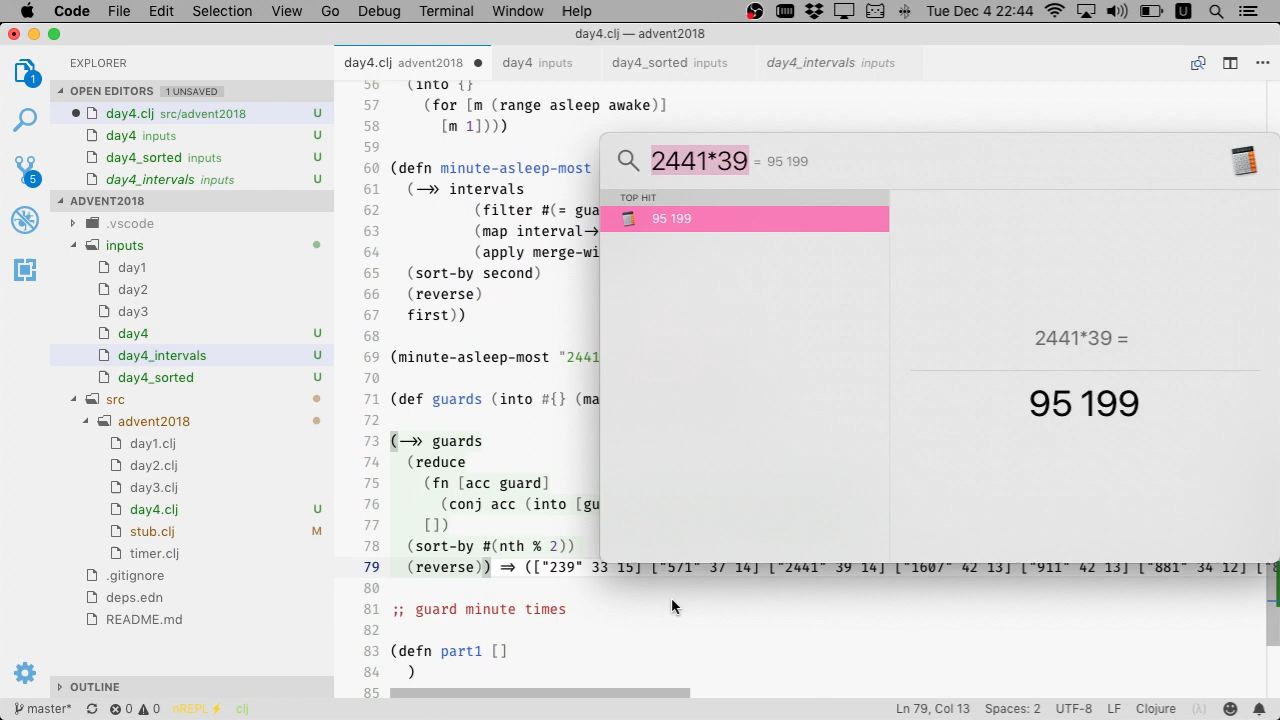 Code File Edit Selection View Go Debug Terminal Window Help Tue Dec 4 22:44 U
day4.clj — advent2018
EXPLORER
OPEN EDITORS 1 UNSAVED
day4.clj src/advent2018 U
day4 inputs U
day4_sorted inputs U
day4_intervals inputs U
ADVENT2018
.vscode
inputs
day1
day2
day3
day4 U
day4_intervals U
day4_sorted U
src
advent2018
day1.clj
day2.clj
day3.clj
day4.clj U
stub.clj M
timer.clj
.gitignore
deps.edn
README.md
OUTLINE
1
5
day4.clj advent2018
day4 inputs
day4_sorted inputs
day4_intervals inputs
56 (into {}
57 (for [m (range asleep awake)]
58 [m 1])))
59
60 (defn minute-asleep-most
61 (->> intervals
62 (filter #(= gua
63 (map interval->
64 (apply merge-wi
65 (sort-by second)
66 (reverse)
67 first))
68
69 (minute-asleep-most "2441
70
71 (def guards (into #{} (ma
72
73 (->> guards
74 (reduce
75 (fn [acc guard]
76 (conj acc (into [gu
77 [])
78 (sort-by #(nth % 2))
79 (reverse)) => (["239" 33 15] ["571" 37 14] ["2441" 39 14] ["1607" 42 13] ["911" 42 13] ["881" 34 12] ["8
80
81 ;; guard minute times
82
83 (defn part1 []
84 )
85
2441*39 = 95 199
TOP HIT
95 199
2441*39 =
95 199
master* 0 0 nREPL⚡ clj Ln 79, Col 13 Spaces: 2 UTF-8 LF Clojure (λ)